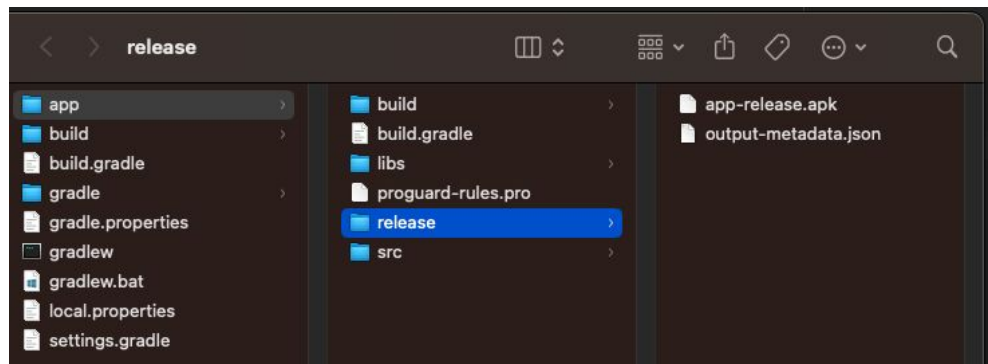 release
app
build
build.gradle
gradle
gradle.properties
gradlew
gradlew.bat
local.properties
settings.gradle
build
build.gradle
libs
proguard-rules.pro
release
src
app-release.apk
output-metadata.json